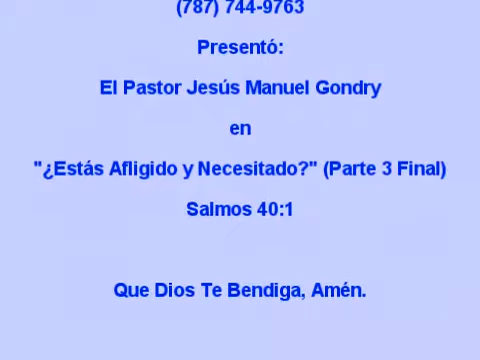 (787) 744-9763
Presentó:
El Pastor Jesús Manuel Gondry
en
"¿Estás Afligido y Necesitado?" (Parte 3 Final)
Salmos 40:1
Que Dios Te Bendiga, Amén.